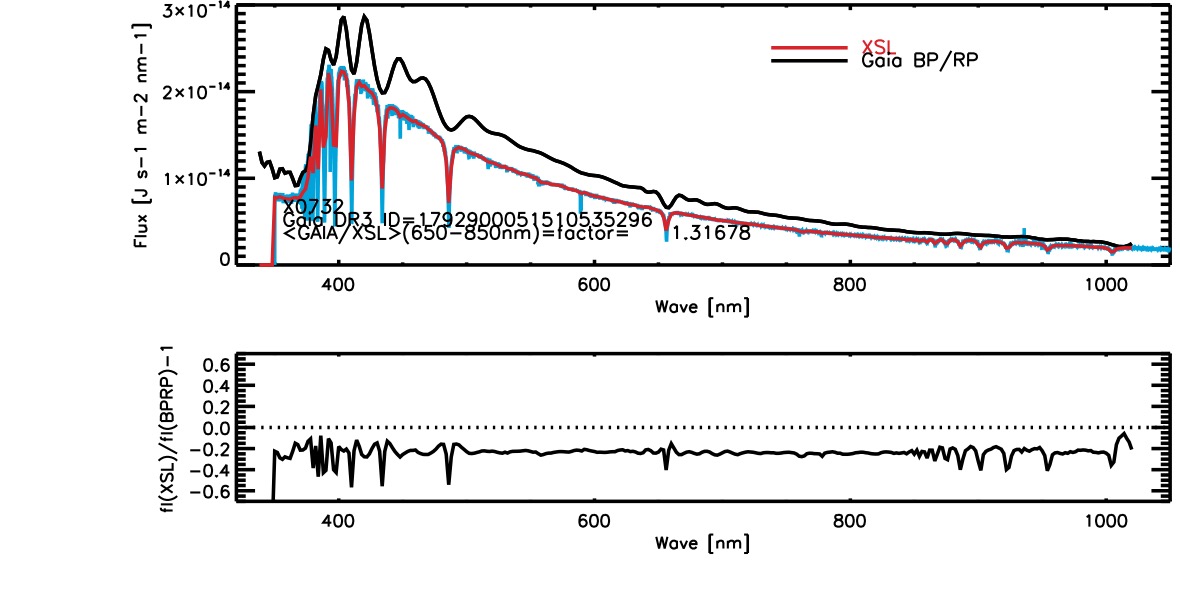 3×10⁻¹⁴
2×10⁻¹⁴
1×10⁻¹⁴
0
Flux [J s−1 m−2 nm−1]
XSL
Gaia BP/RP
X0732
Gaia DR3 ID=1792900051510535296
<GAIA/XSL>(650−850nm)=factor= 1.31678
400 600 800 1000
Wave [nm]
fl(XSL)/fl(BPRP)−1
0.6
0.4
0.2
0.0
−0.2
−0.4
−0.6
400 600 800 1000
Wave [nm]